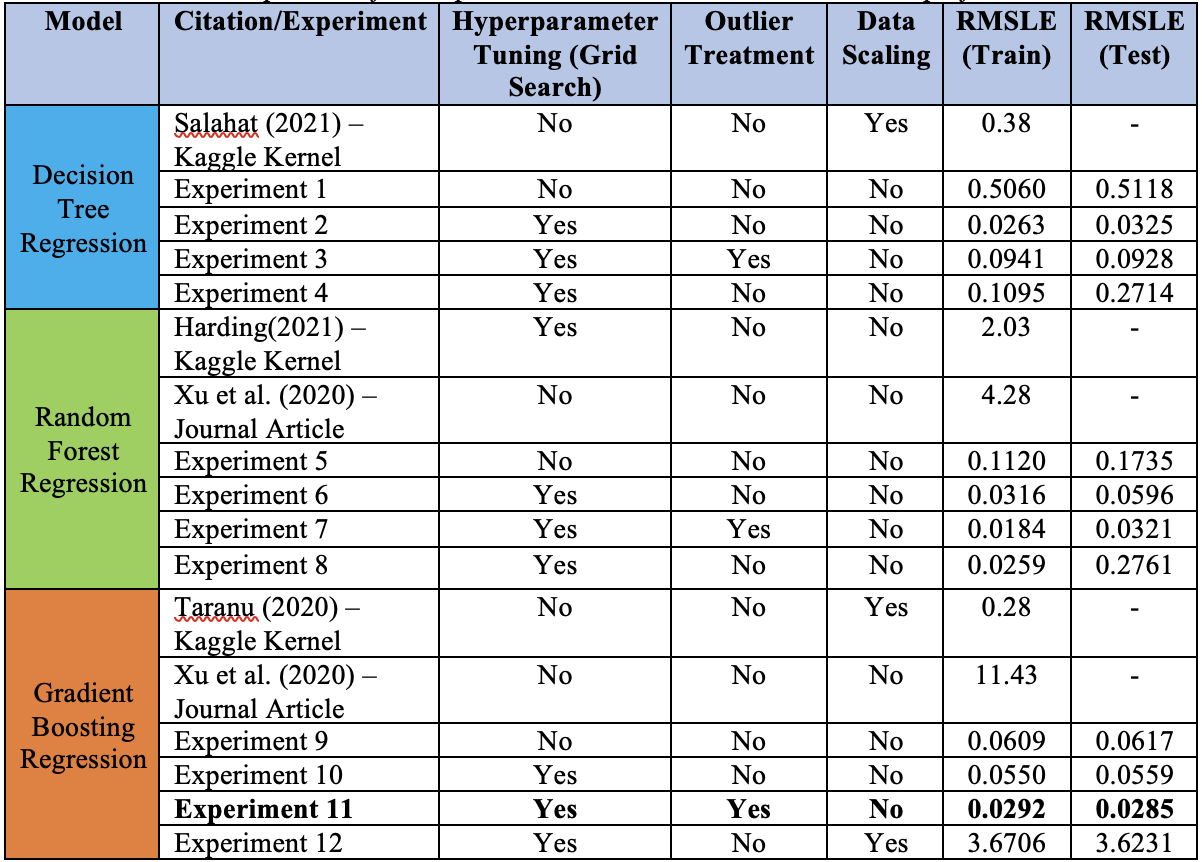 Model Citation/Experiment Hyperparameter Tuning (Grid Search) Outlier Treatment Data Scaling RMSLE (Train) RMSLE (Test)
Decision Tree Regression
Salahat (2021) – Kaggle Kernel No No Yes 0.38 -
Experiment 1 No No No 0.5060 0.5118
Experiment 2 Yes No No 0.0263 0.0325
Experiment 3 Yes Yes No 0.0941 0.0928
Experiment 4 Yes No No 0.1095 0.2714
Random Forest Regression
Harding(2021) – Kaggle Kernel Yes No No 2.03 -
Xu et al. (2020) – Journal Article No No No 4.28 -
Experiment 5 No No No 0.1120 0.1735
Experiment 6 Yes No No 0.0316 0.0596
Experiment 7 Yes Yes No 0.0184 0.0321
Experiment 8 Yes No No 0.0259 0.2761
Gradient Boosting Regression
Taranu (2020) – Kaggle Kernel No No Yes 0.28 -
Xu et al. (2020) – Journal Article No No No 11.43 -
Experiment 9 No No No 0.0609 0.0617
Experiment 10 Yes No No 0.0550 0.0559
Experiment 11 Yes Yes No 0.0292 0.0285
Experiment 12 Yes No Yes 3.6706 3.6231